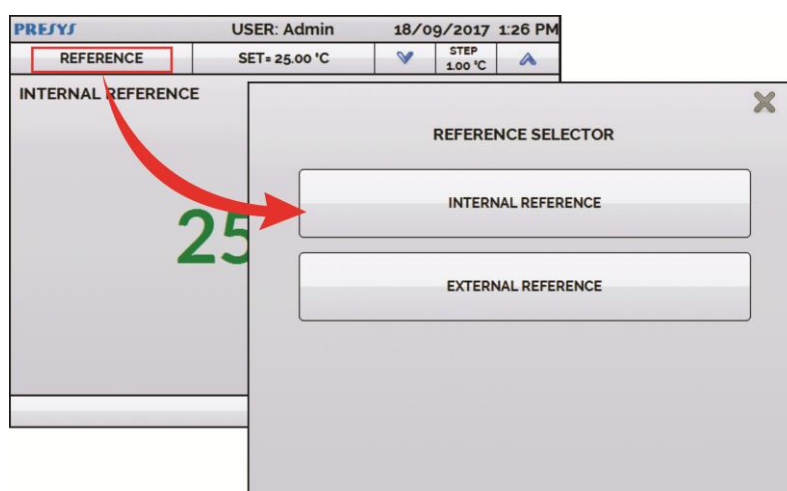 PRESYS USER: Admin 18/09/2017 1:26 PM
REFERENCE SET= 25.00 °C STEP 1.00 °C
INTERNAL REFERENCE
25
REFERENCE SELECTOR
INTERNAL REFERENCE
EXTERNAL REFERENCE